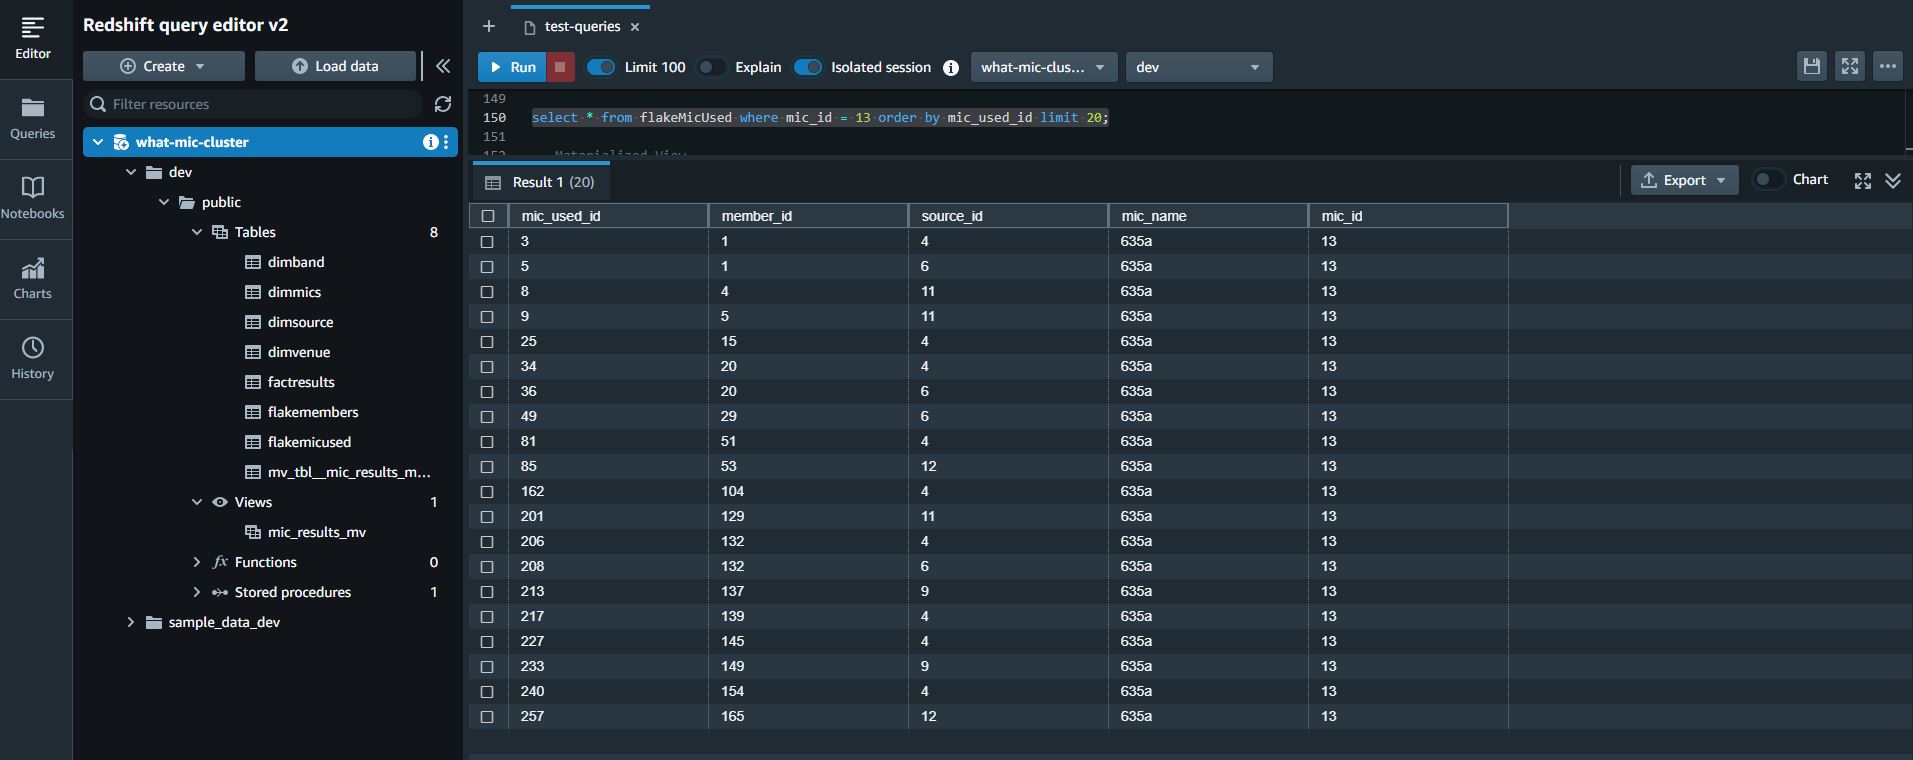 Editor
Queries
Notebooks
Charts
History
Redshift query editor v2
Create
Load data
Filter resources
what-mic-cluster
dev
public
Tables 8
dimband
dimmics
dimsource
dimvenue
factresults
flakemembers
flakemicused
mv_tbl__mic_results_m...
Views 1
mic_results_mv
fx Functions 0
Stored procedures 1
sample_data_dev
test-queries
Run Limit 100 Explain Isolated session what-mic-clus... dev
149
150 select * from flakeMicUsed where mic_id = 13 order by mic_used_id limit 20;
151
152 Materialized View
Result 1 (20) Export Chart
mic_used_id member_id source_id mic_name mic_id
3 1 4 635a 13
5 1 6 635a 13
8 4 11 635a 13
9 5 11 635a 13
25 15 4 635a 13
34 20 4 635a 13
36 20 6 635a 13
49 29 6 635a 13
81 51 4 635a 13
85 53 12 635a 13
162 104 4 635a 13
201 129 11 635a 13
206 132 4 635a 13
208 132 6 635a 13
213 137 9 635a 13
217 139 4 635a 13
227 145 4 635a 13
233 149 9 635a 13
240 154 4 635a 13
257 165 12 635a 13